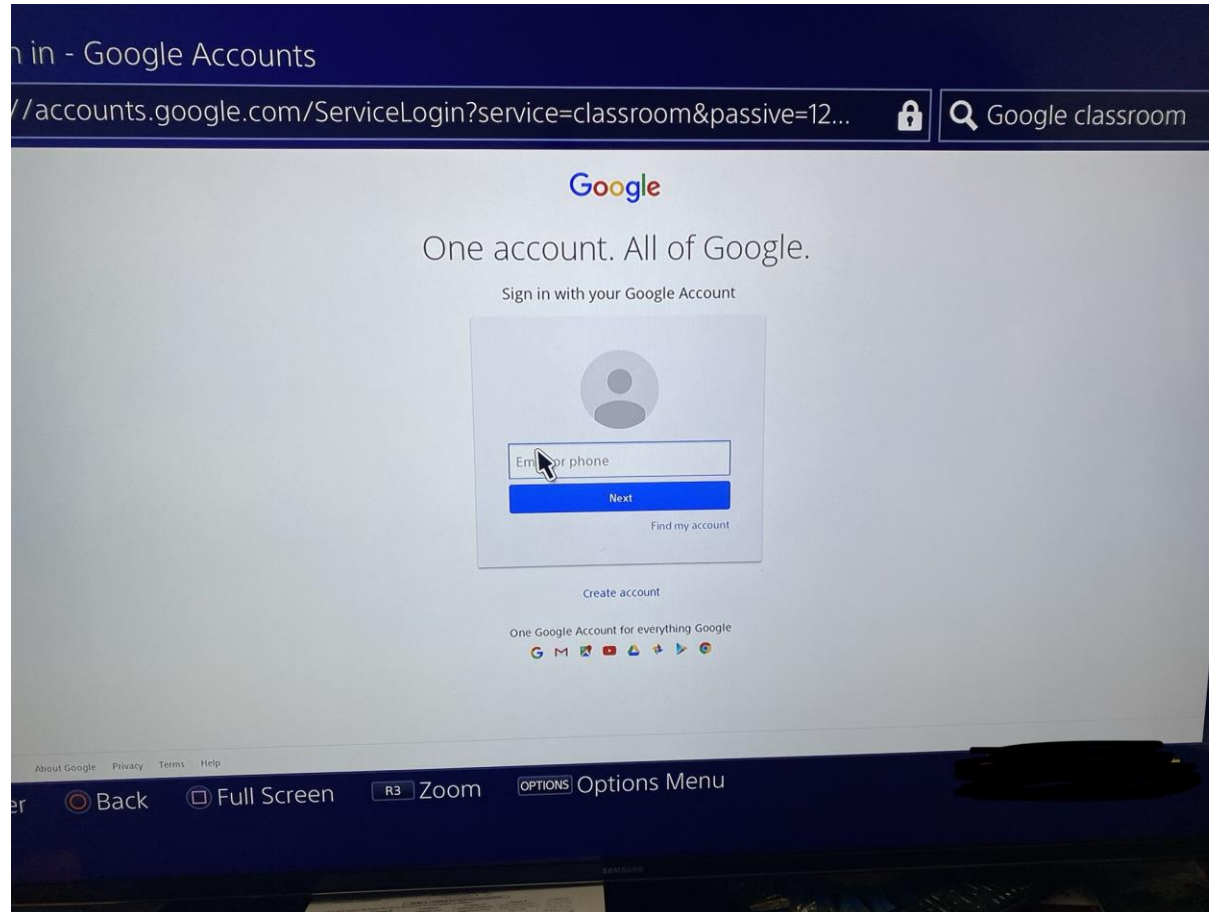 n in - Google Accounts
//accounts.google.com/ServiceLogin?service=classroom&passive=12...
Google classroom
Google
One account. All of Google.
Sign in with your Google Account
Em or phone
Next
Find my account
Create account
One Google Account for everything Google
About Google Privacy Terms Help
er Back Full Screen R3 Zoom OPTIONS Options Menu
SAMSUNG